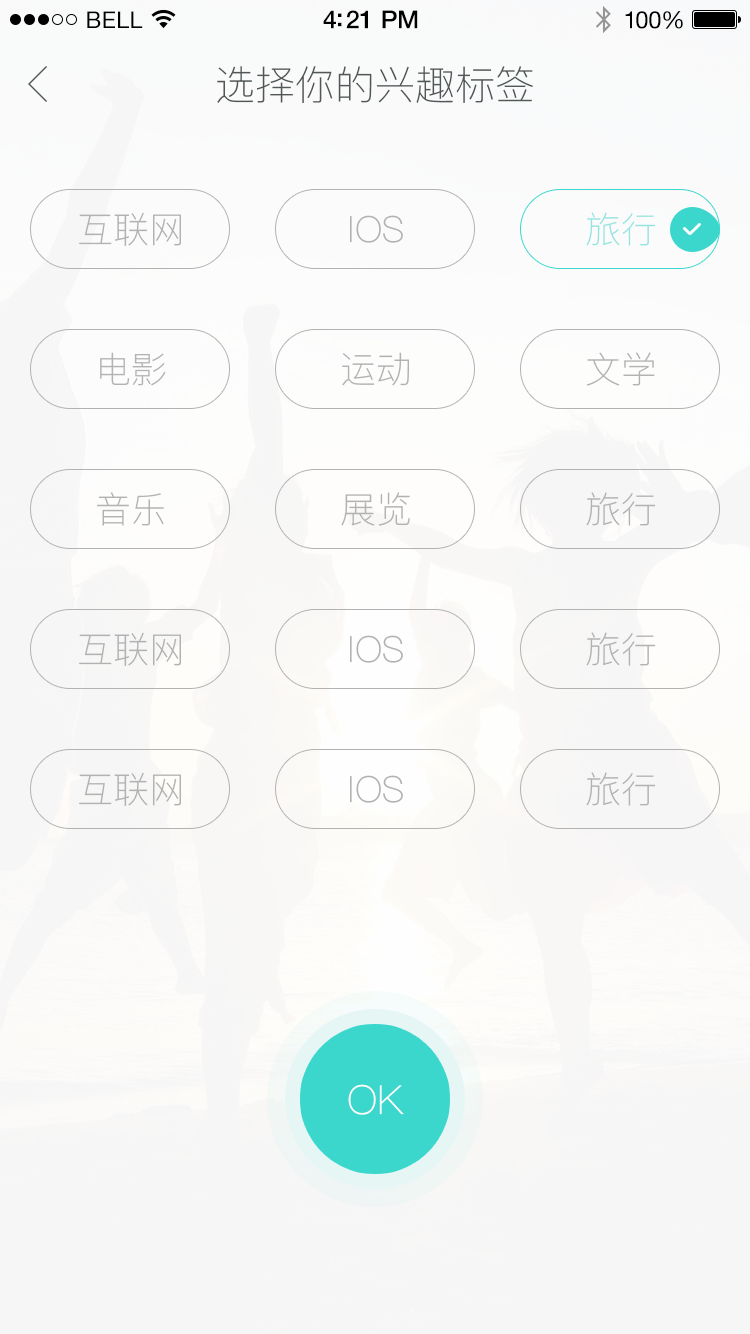 BELL 4:21 PM 100%
选择你的兴趣标签
互联网 IOS 旅行
电影 运动 文学
音乐 展览 旅行
互联网 IOS 旅行
互联网 IOS 旅行
OK